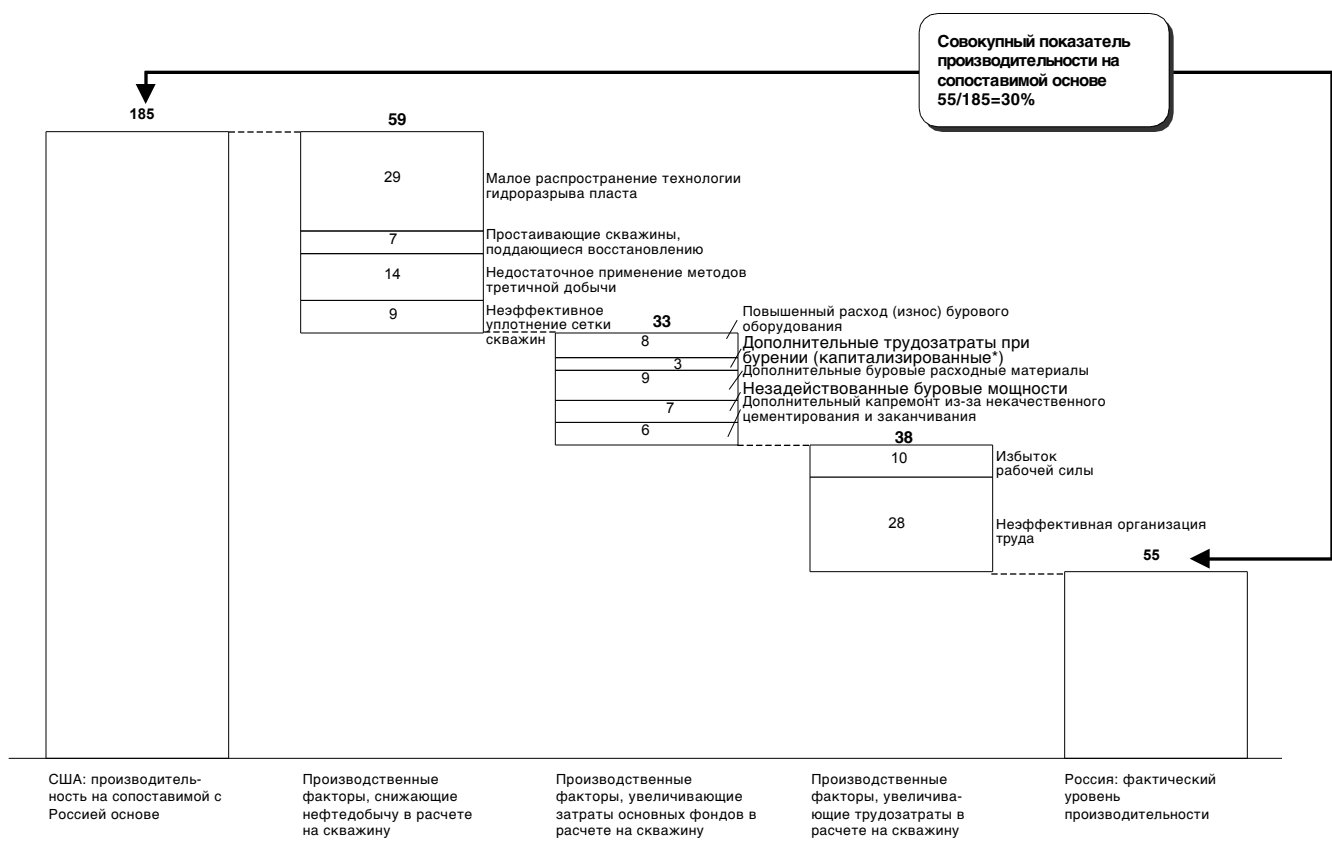 Совокупный показатель
производительности на
сопоставимой основе
55/185=30%
185
59
29
Малое распространение технологии
гидроразрыва пласта
7
Простаивающие скважины,
поддающиеся восстановлению
14
Недостаточное применение методов
третичной добычи
9
Неэффективное
уплотнение сетки
скважин
33
8
Повышенный расход (износ) бурового
оборудования
3
Дополнительные трудозатраты при
бурении (капитализированные*)
9
Дополнительные буровые расходные материалы
7
Незадействованные буровые мощности
6
Дополнительный капремонт из-за некачественного
цементирования и заканчивания
38
10
Избыток
рабочей силы
28
Неэффективная организация
труда
55
США: производитель-
ность на сопоставимой с
Россией основе
Производственные
факторы, снижающие
нефтедобычу в расчете
на скважину
Производственные
факторы, увеличивающие
затраты основных фондов в
расчете на скважину
Производственные
факторы, увеличива-
ющие трудозатраты в
расчете на скважину
Россия: фактический
уровень
производительности